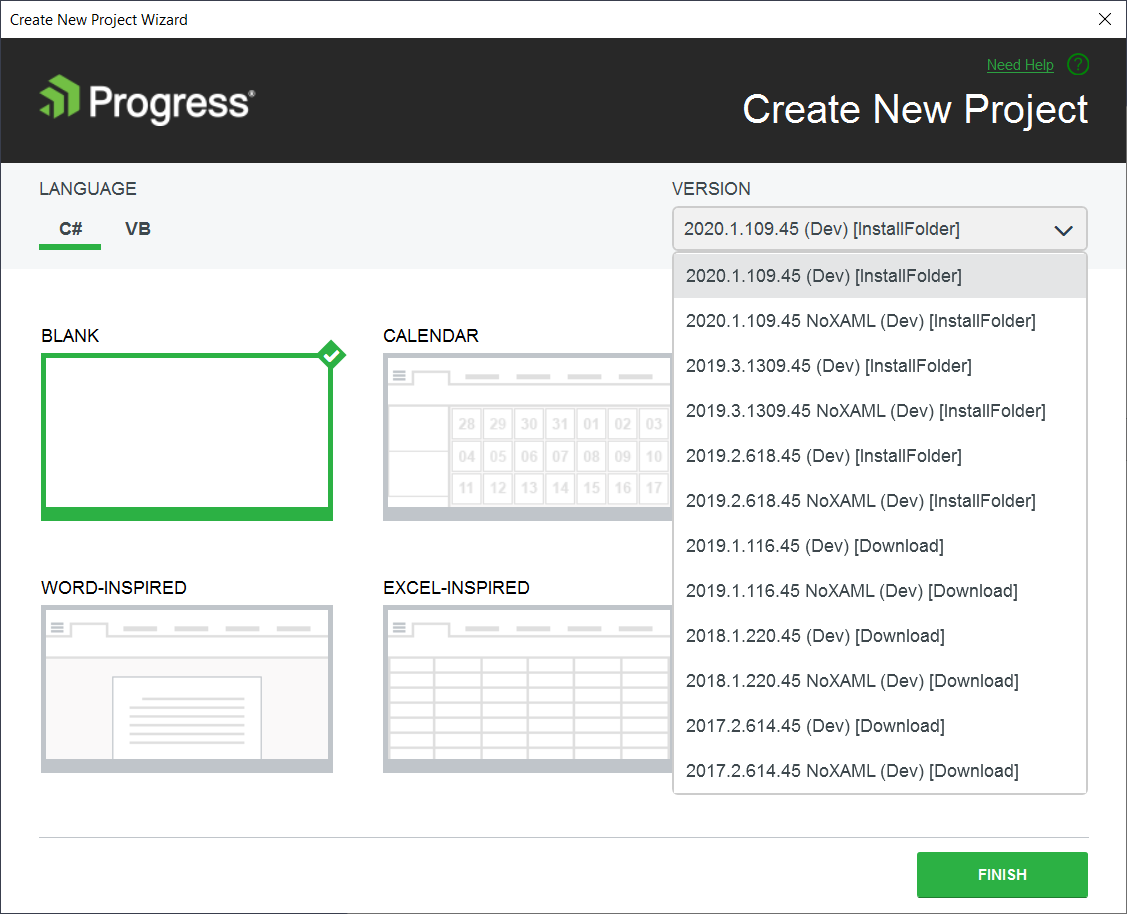 Create New Project Wizard
Need Help ?
Progress®
Create New Project
LANGUAGE
VERSION
C# VB
2020.1.109.45 (Dev) [InstallFolder]
2020.1.109.45 (Dev) [InstallFolder]
2020.1.109.45 NoXAML (Dev) [InstallFolder]
2019.3.1309.45 (Dev) [InstallFolder]
2019.3.1309.45 NoXAML (Dev) [InstallFolder]
2019.2.618.45 (Dev) [InstallFolder]
2019.2.618.45 NoXAML (Dev) [InstallFolder]
2019.1.116.45 (Dev) [Download]
2019.1.116.45 NoXAML (Dev) [Download]
2018.1.220.45 (Dev) [Download]
2018.1.220.45 NoXAML (Dev) [Download]
2017.2.614.45 (Dev) [Download]
2017.2.614.45 NoXAML (Dev) [Download]
BLANK
CALENDAR
28 29 30 31 01 02 03
04 05 06 07 08 09 10
11 12 13 14 15 16 17
WORD-INSPIRED
EXCEL-INSPIRED
FINISH